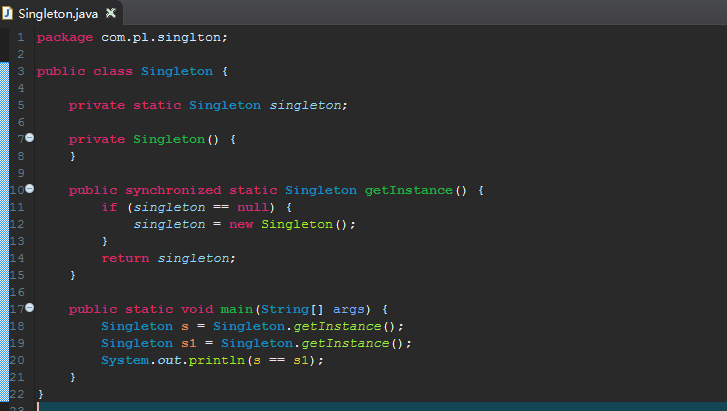 Singleton.java
1 package com.pl.singlton;
2
3 public class Singleton {
4
5     private static Singleton singleton;
6
7     private Singleton() {
8     }
9
10     public synchronized static Singleton getInstance() {
11         if (singleton == null) {
12             singleton = new Singleton();
13         }
14         return singleton;
15     }
16
17     public static void main(String[] args) {
18         Singleton s = Singleton.getInstance();
19         Singleton s1 = Singleton.getInstance();
20         System.out.println(s == s1);
21     }
22 }
23